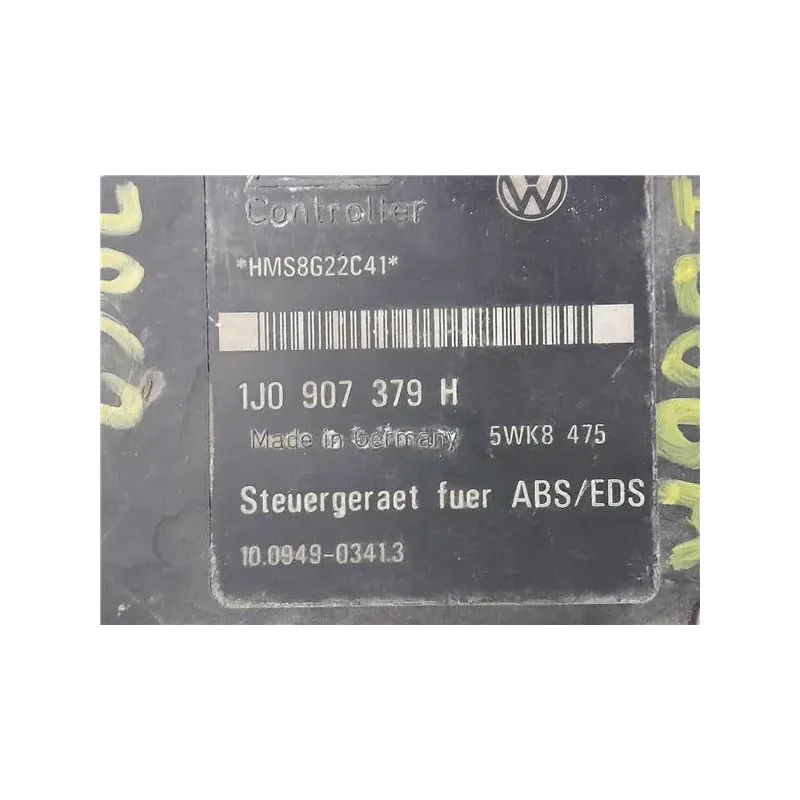 Controller
*HMS8G22C41*
1J0 907 379 H
Made in Germany 5WK8 475
Steuergeraet fuer ABS/EDS
10.0949-0341.3